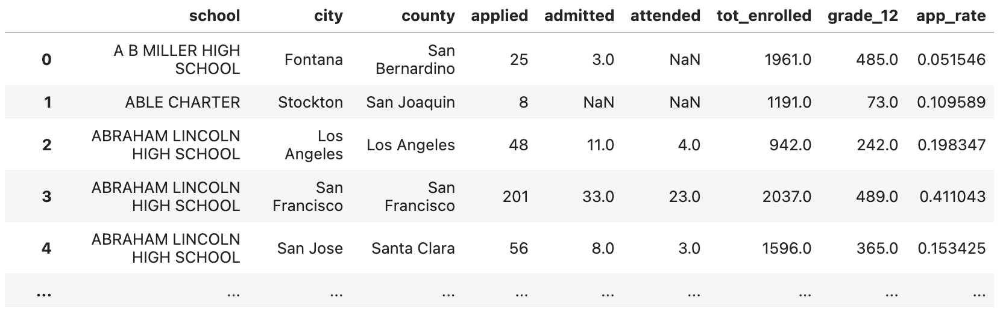 school city county applied admitted attended tot_enrolled grade_12 app_rate
0 A B MILLER HIGH SCHOOL Fontana San Bernardino 25 3.0 NaN 1961.0 485.0 0.051546
1 ABLE CHARTER Stockton San Joaquin 8 NaN NaN 1191.0 73.0 0.109589
2 ABRAHAM LINCOLN HIGH SCHOOL Los Angeles Los Angeles 48 11.0 4.0 942.0 242.0 0.198347
3 ABRAHAM LINCOLN HIGH SCHOOL San Francisco San Francisco 201 33.0 23.0 2037.0 489.0 0.411043
4 ABRAHAM LINCOLN HIGH SCHOOL San Jose Santa Clara 56 8.0 3.0 1596.0 365.0 0.153425
... ... ... ... ... ... ... ... ... ...